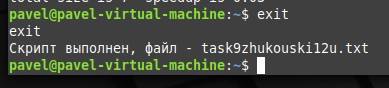 pavel@pavel-virtual-machine:~$ exit
exit
Скрипт выполнен, файл - task9zhukouski12u.txt
pavel@pavel-virtual-machine:~$